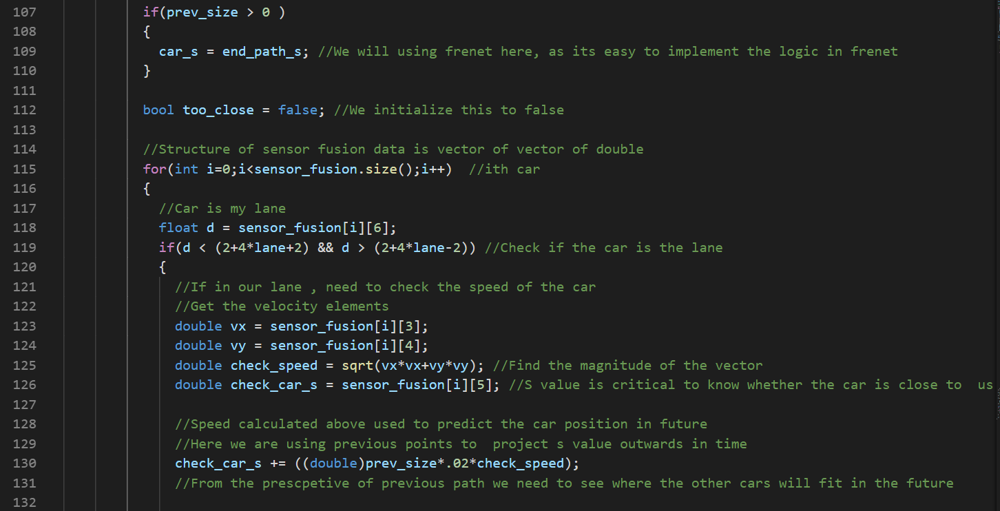 107 if(prev_size > 0 )
108 {
109 car_s = end_path_s; //We will using frenet here, as its easy to implement the logic in frenet
110 }
111
112 bool too_close = false; //We initialize this to false
113
114 //Structure of sensor fusion data is vector of vector of double
115 for(int i=0;i<sensor_fusion.size();i++)  //ith car
116 {
117 //Car is my lane
118 float d = sensor_fusion[i][6];
119 if(d < (2+4*lane+2) && d > (2+4*lane-2)) //Check if the car is the lane
120 {
121 //If in our lane , need to check the speed of the car
122 //Get the velocity elements
123 double vx = sensor_fusion[i][3];
124 double vy = sensor_fusion[i][4];
125 double check_speed = sqrt(vx*vx+vy*vy); //Find the magnitude of the vector
126 double check_car_s = sensor_fusion[i][5]; //S value is critical to know whether the car is close to  us
127
128 //Speed calculated above used to predict the car position in future
129 //Here we are using previous points to  project s value outwards in time
130 check_car_s += ((double)prev_size*.02*check_speed);
131 //From the prescpetive of previous path we need to see where the other cars will fit in the future
132